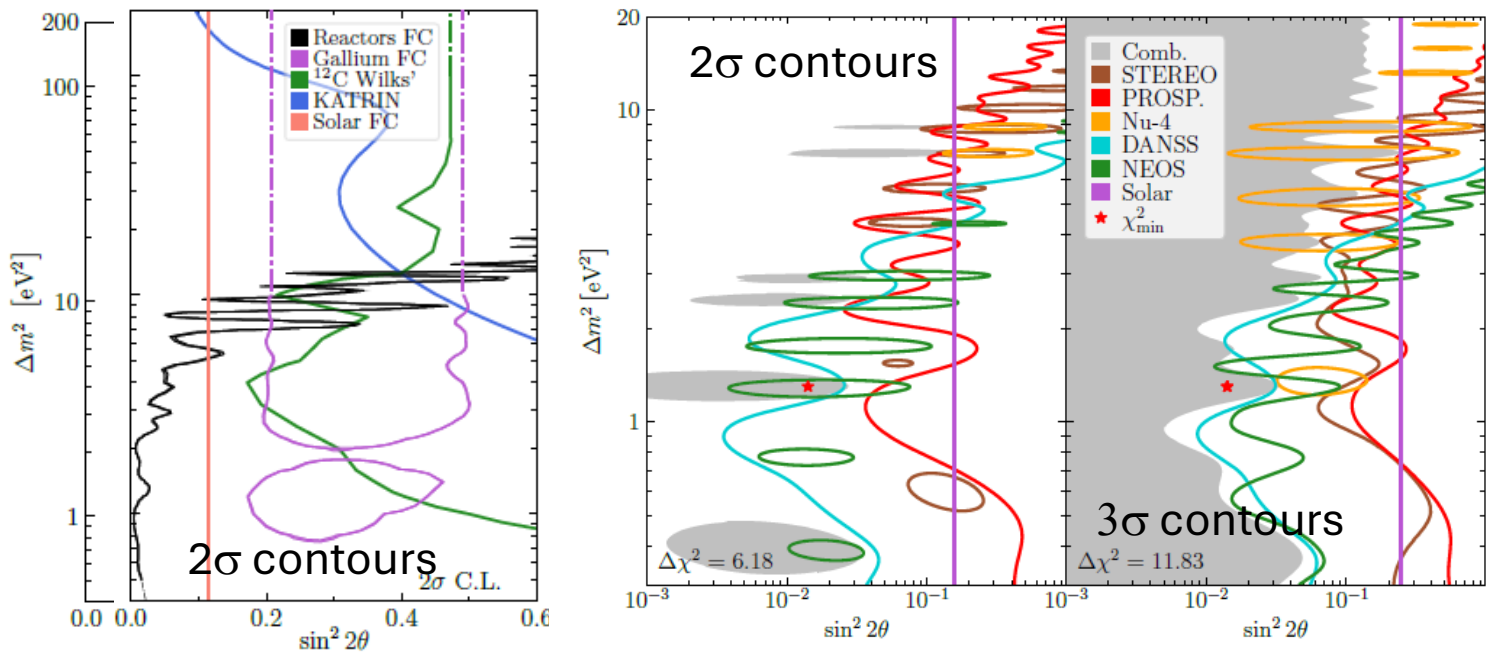 200
100
10
1
Δm² [eV²]
0.0 0.0 0.2 0.4 0.6
sin² 2θ
Reactors FC
Gallium FC
¹²C Wilks'
KATRIN
Solar FC
2σ contours
2σ C.L.
20
10
1
Δm² [eV²]
2σ contours
Δχ² = 6.18
10⁻³ 10⁻² 10⁻¹
sin² 2θ
Comb.
STEREO
PROSP.
Nu-4
DANSS
NEOS
Solar
χ²min
3σ contours
Δχ² = 11.83
10⁻³ 10⁻² 10⁻¹
sin² 2θ